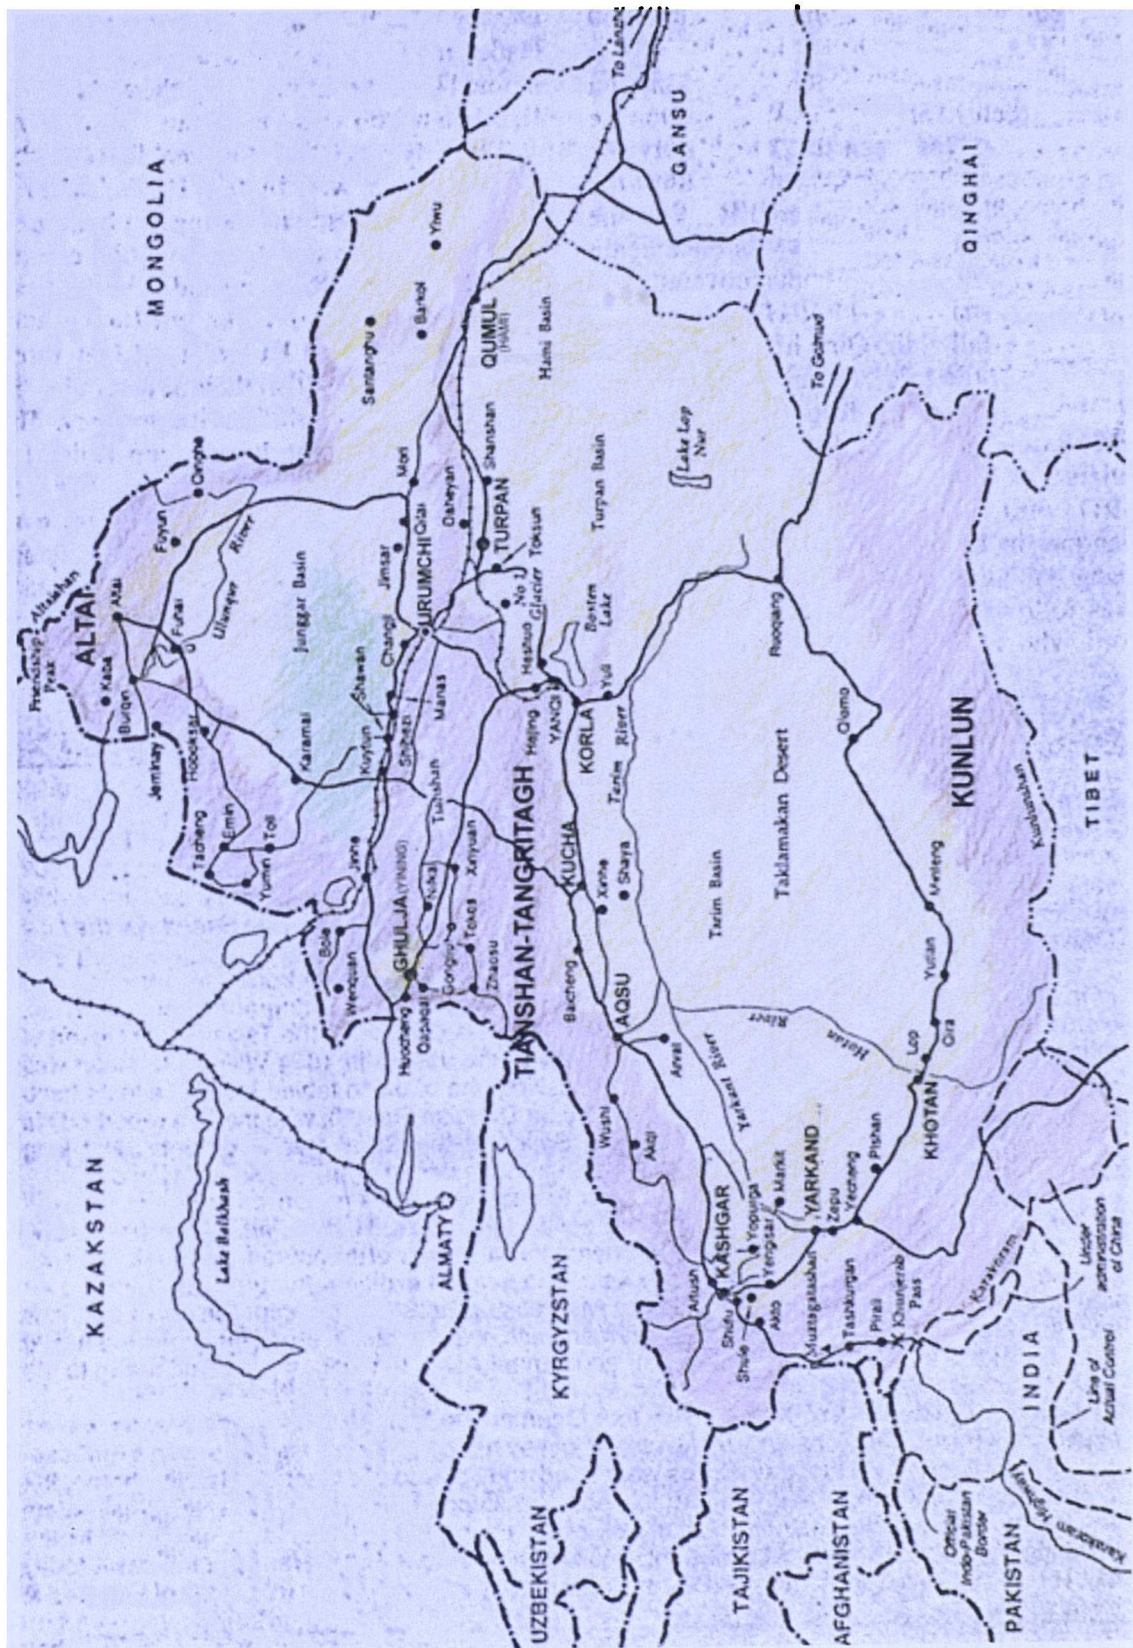 KAZAKSTAN
MONGOLIA
Friendship
Peak
Altaishan
ALTAI
Altai
Kaba
Burqin
Jeminay
Fuyun
Qinghe
Fuhai
Ulungur
River
Hoboksar
Tacheng
Emin
Yumin
Toli
Karamai
Junggar Basin
Lake Balkhash
Santanghu
Barkol
Yiwu
Bole
Wenquan
Jinhe
Kuytun
Shawan
Shihezi
Changji
Jimsar
Qitai
Mori
Manas
URUMCHI
Daheyan
Shanshan
TURPAN
Toksun
QUMUL
(HAMI)
Hami Basin
Huocheng
GHULJA (YINING)
Qapaqal
Nilka
Tianshan
Gongliu
Tokes
Xinyuan
Zhaosu
No 1
Glacier
ALMATY
TIANSHAN-TANGRITAGH
Hejing
Heshuo
YANQI
Bosten
Lake
Turpan Basin
KORLA
Yuli
KYRGYZSTAN
UZBEKISTAN
Baicheng
KUCHA
Xinhe
Shaya
Tarim River
Wushi
AQSU
Akqi
Aral
Lake Lop
Nur
To Lanzhou
GANSU
Tarim Basin
Yarkant River
Artush
KASHGAR
Shufu
Shule
Yopurga
Akto
Yengisar
Markit
Hotan
River
Taklamakan Desert
Ruoqiang
To Golmud
TAJIKISTAN
Muztagatashan
YARKAND
Zepu
Yecheng
Pishan
Tashkurgan
Pirali
Khunjerab
Pass
Qiemo
KHOTAN
Lop
Qira
Yutian
Minfeng
AFGHANISTAN
KUNLUN
Kunlunshan
QINGHAI
Karakoram
Official
Indo-Pakistan
Border
INDIA
PAKISTAN
Karakoram
Highway
Line of
Actual Control
Under
administration
of China
TIBET